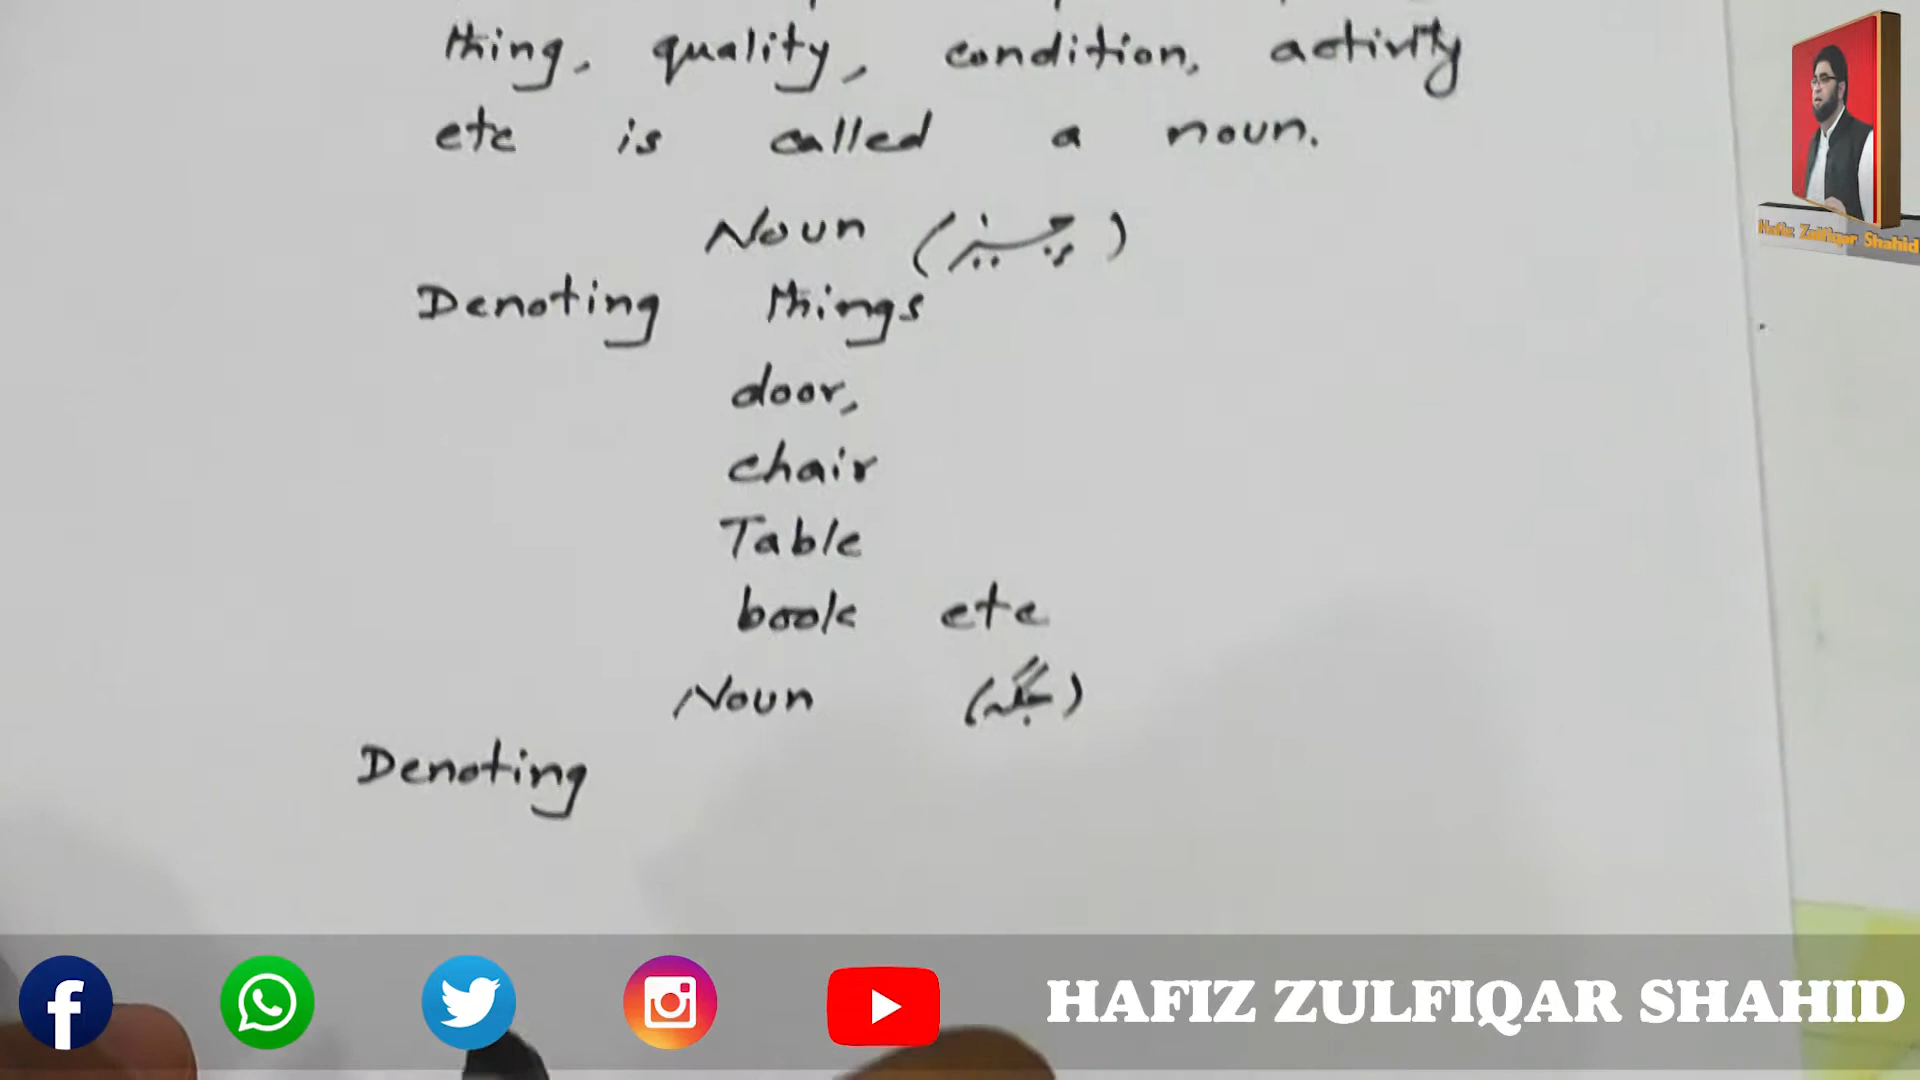 thing, quality, condition, activity
etc is called a noun.
Noun (چیز)
Denoting things
door,
chair
Table
book etc
Noun (جگہ)
Denoting
Hafiz Zulfiqar Shahid
HAFIZ ZULFIQAR SHAHID